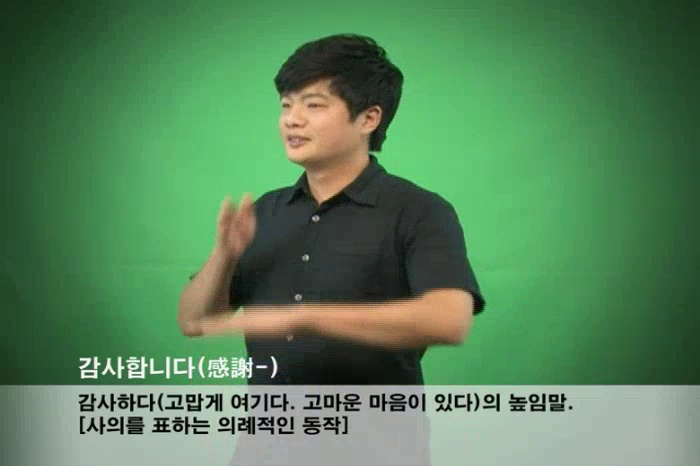 감사합니다(感謝-)
감사하다(고맙게 여기다. 고마운 마음이 있다)의 높임말.
[사의를 표하는 의례적인 동작]